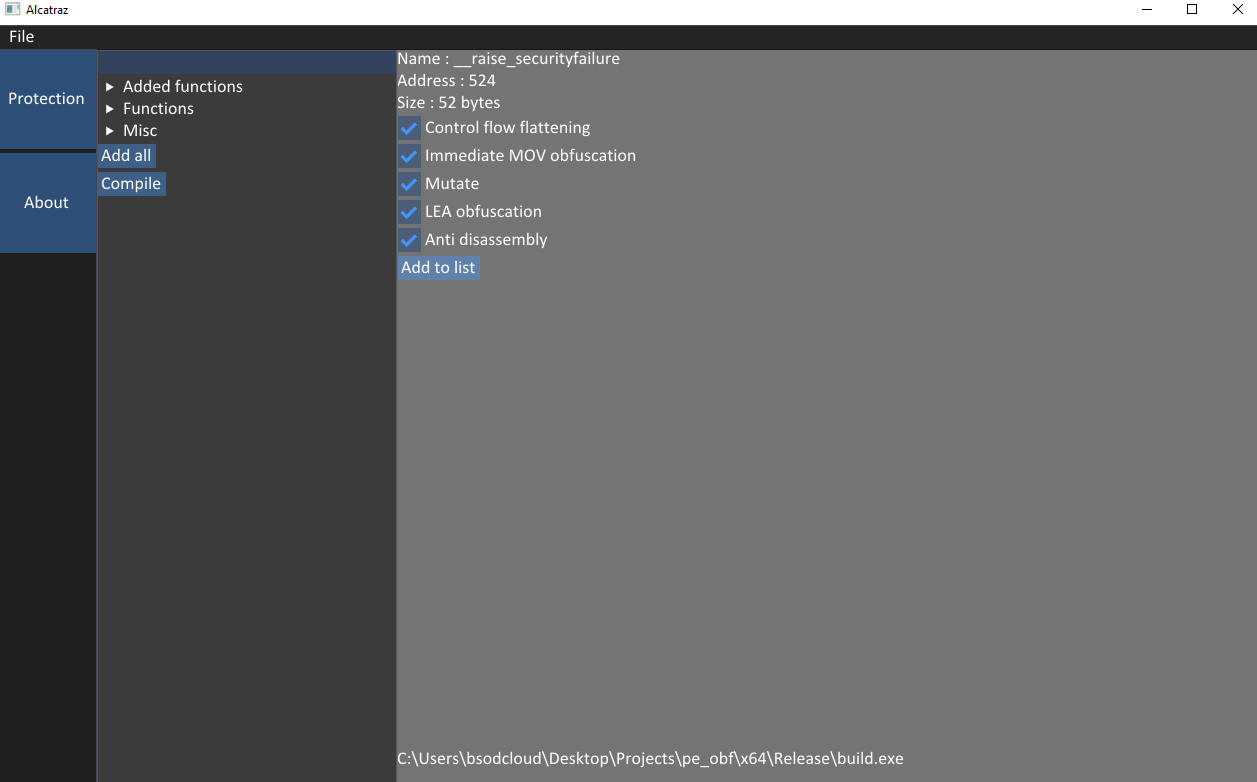 Alcatraz
File
Protection
About
Added functions
Functions
Misc
Add all
Compile
Name : __raise_securityfailure
Address : 524
Size : 52 bytes
Control flow flattening
Immediate MOV obfuscation
Mutate
LEA obfuscation
Anti disassembly
Add to list
C:\Users\bsodcloud\Desktop\Projects\pe_obf\x64\Release\build.exe